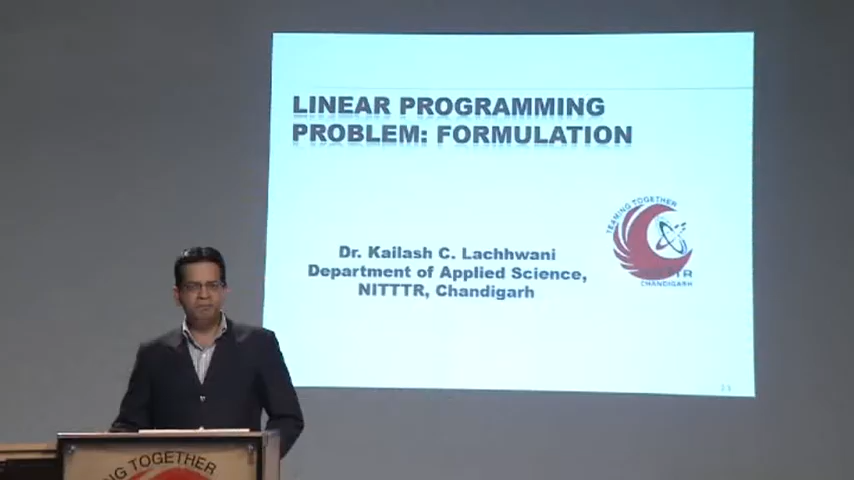 LINEAR PROGRAMMING
PROBLEM: FORMULATION
TEAMING TOGETHER
Dr. Kailash C. Lachhwani
Department of Applied Science,
NITTTR, Chandigarh
CHANDIGARH
TOGETHER